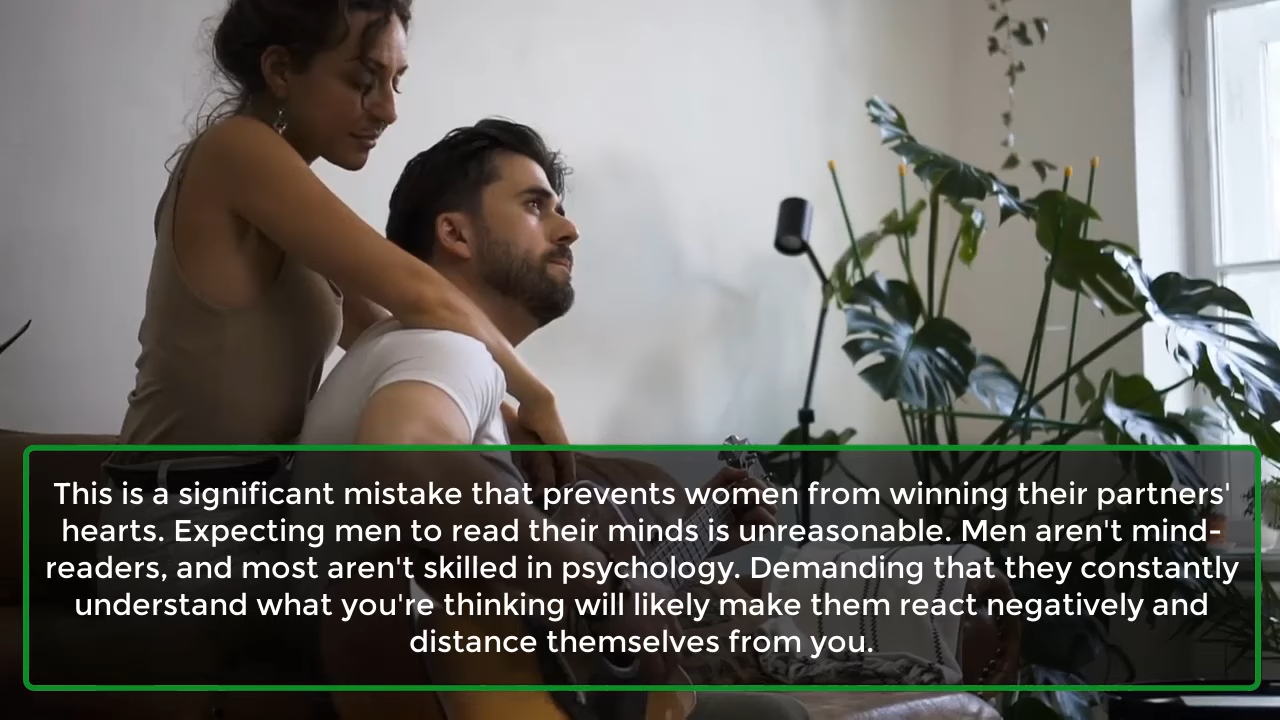 This is a significant mistake that prevents women from winning their partners'
hearts. Expecting men to read their minds is unreasonable. Men aren't mind-
readers, and most aren't skilled in psychology. Demanding that they constantly
understand what you're thinking will likely make them react negatively and
distance themselves from you.